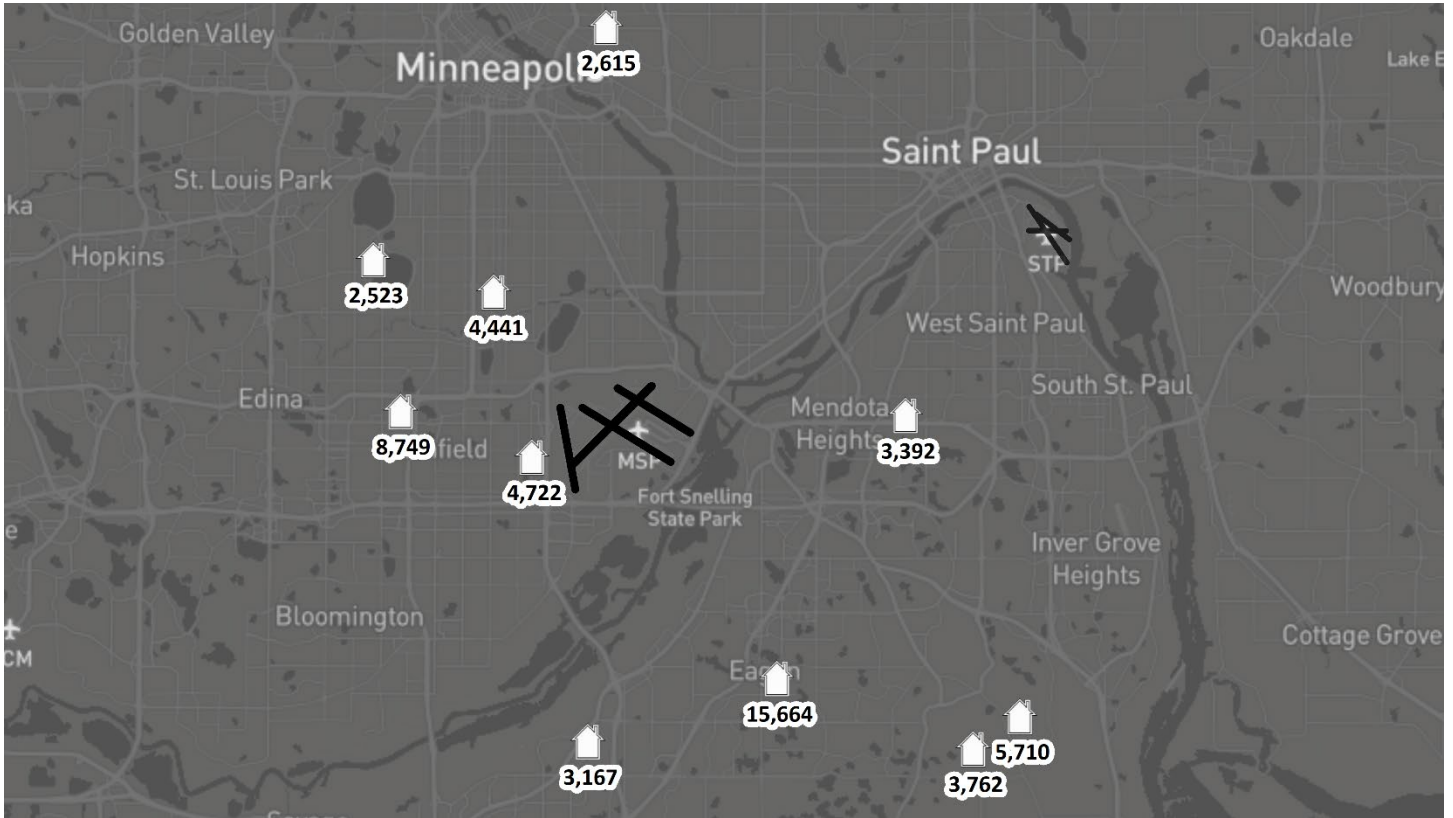 Golden Valley
Oakdale
Minneapolis
2,615
Lake E
Saint Paul
St. Louis Park
ka
Hopkins
STP
2,523
Woodbury
4,441
West Saint Paul
Edina
South St. Paul
Mendota
Heights
8,749
field
MSP
3,392
4,722
Fort Snelling
State Park
e
Inver Grove
Heights
Bloomington
CM
Cottage Grove
Eagan
15,664
3,167
5,710
3,762